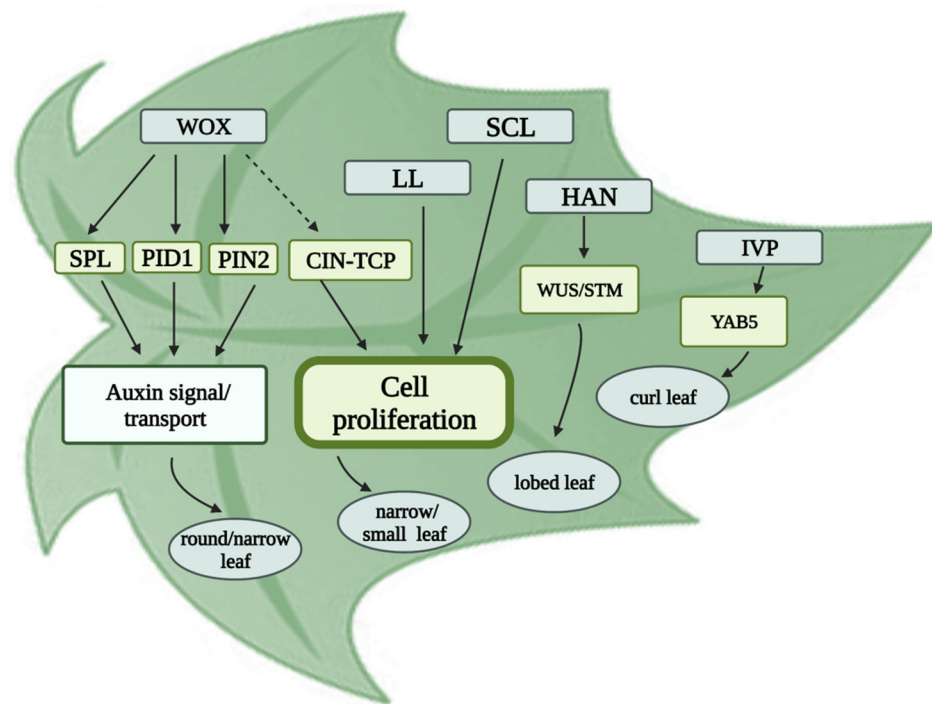 WOX
SCL
LL
HAN
IVP
SPL
PID1
PIN2
CIN-TCP
WUS/STM
YAB5
Auxin signal/
transport
Cell
proliferation
curl leaf
lobed leaf
narrow/
small leaf
round/narrow
leaf